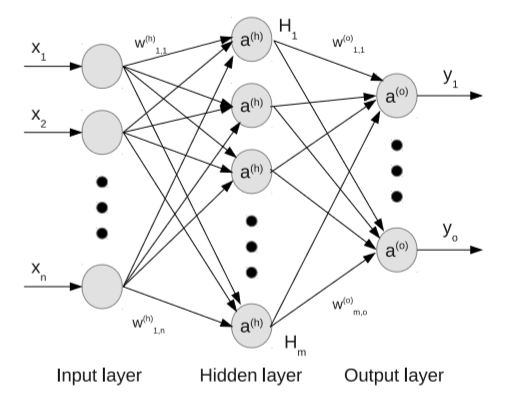 H₁
w⁽ʰ⁾₁,₁
w⁽ᵒ⁾₁,₁
x₁
a⁽ʰ⁾
y₁
a⁽ᵒ⁾
x₂
a⁽ʰ⁾
a⁽ʰ⁾
yₒ
a⁽ᵒ⁾
xₙ
w⁽ʰ⁾₁,ₙ
a⁽ʰ⁾
w⁽ᵒ⁾ₘ,ₒ
Hₘ
Input layer
Hidden layer
Output layer